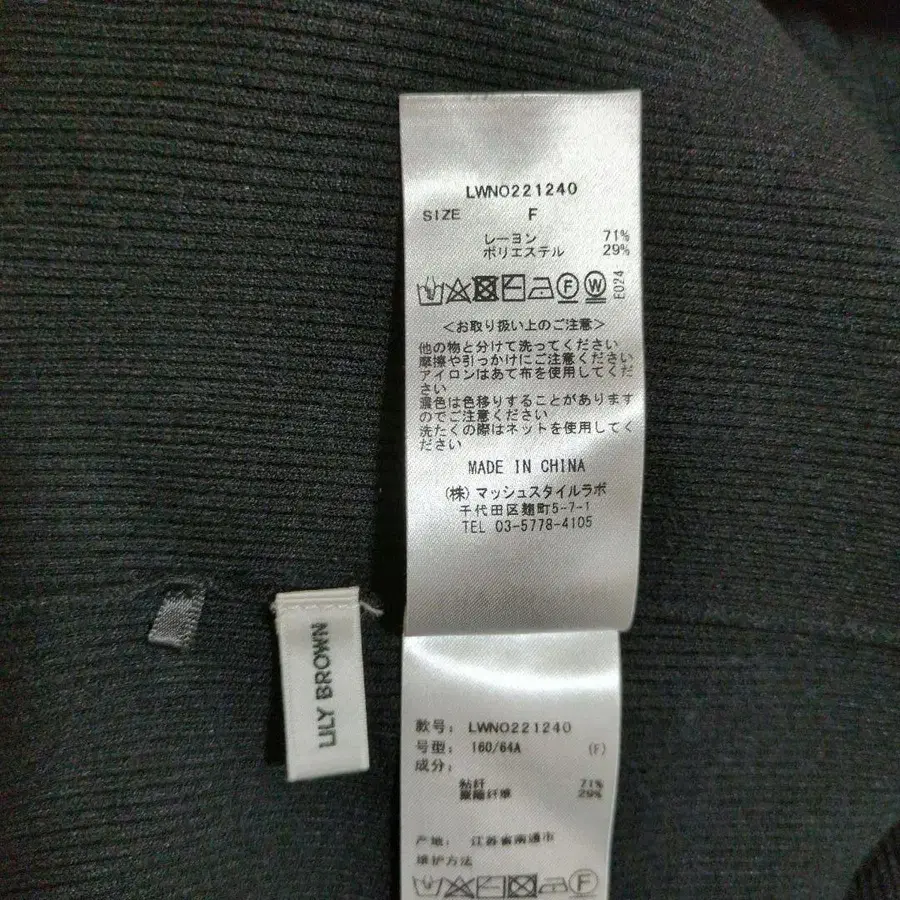 LWNO221240
SIZE F
レーヨン 71%
ポリエステル 29%
F W E024
<お取り扱い上のご注意>
他の物と分けて洗ってください
摩擦や引っかけにご注意ください
アイロンはあて布を使用してくだ
さい
濃色は色移りすることがあります
のでご注意ください
洗たくの際はネットを使用してく
ださい
MADE IN CHINA
(株)マッシュスタイルラボ
千代田区麹町5-7-1
TEL 03-5778-4105
LILY BROWN
款号: LWNO221240
号型: 160/64A (F)
成分:
粘纤 71%
聚酯纤维 29%
产地: 江苏省南通市
维护方法
F